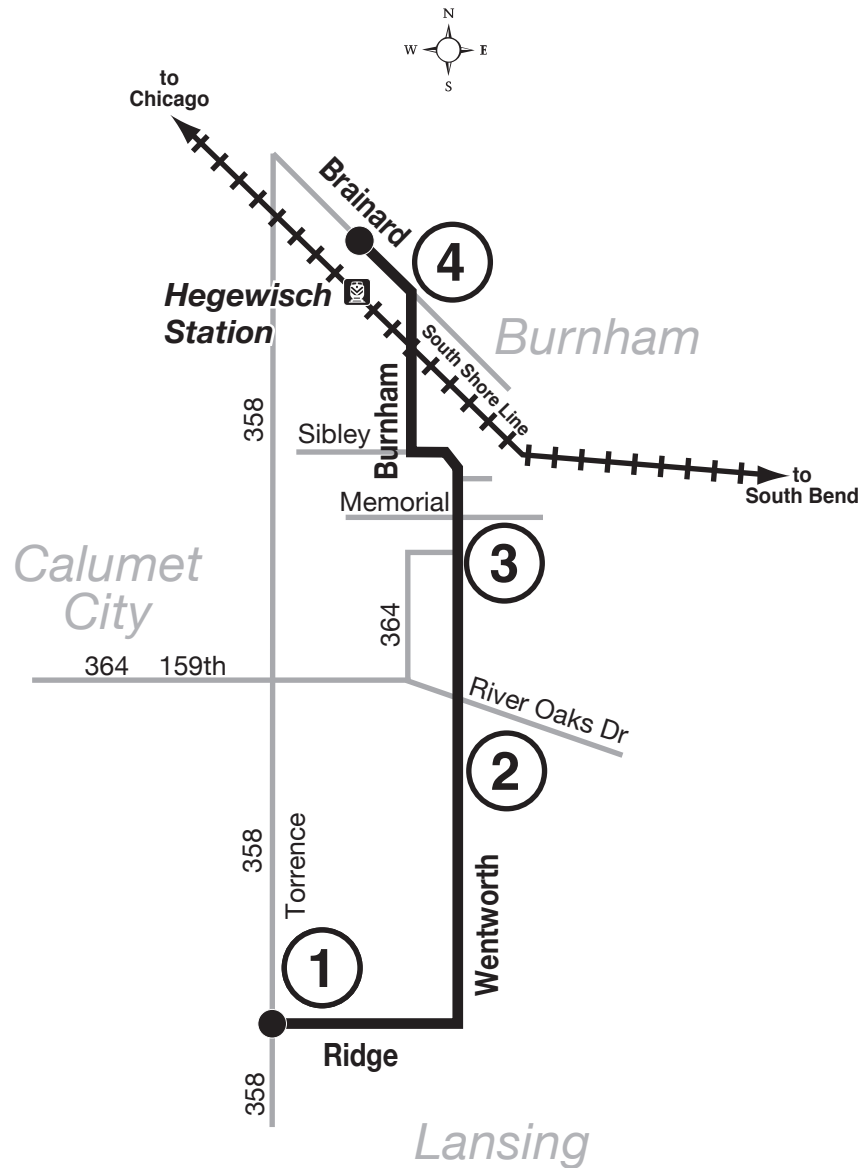 N
W E
S
to
Chicago
Brainard
4
Hegewisch
Station
Burnham
South Shore Line
358
Burnham
Sibley
to
South Bend
Memorial
3
Calumet
City
364
364 159th
River Oaks Dr
2
358
Torrence
Wentworth
1
Ridge
358
Lansing